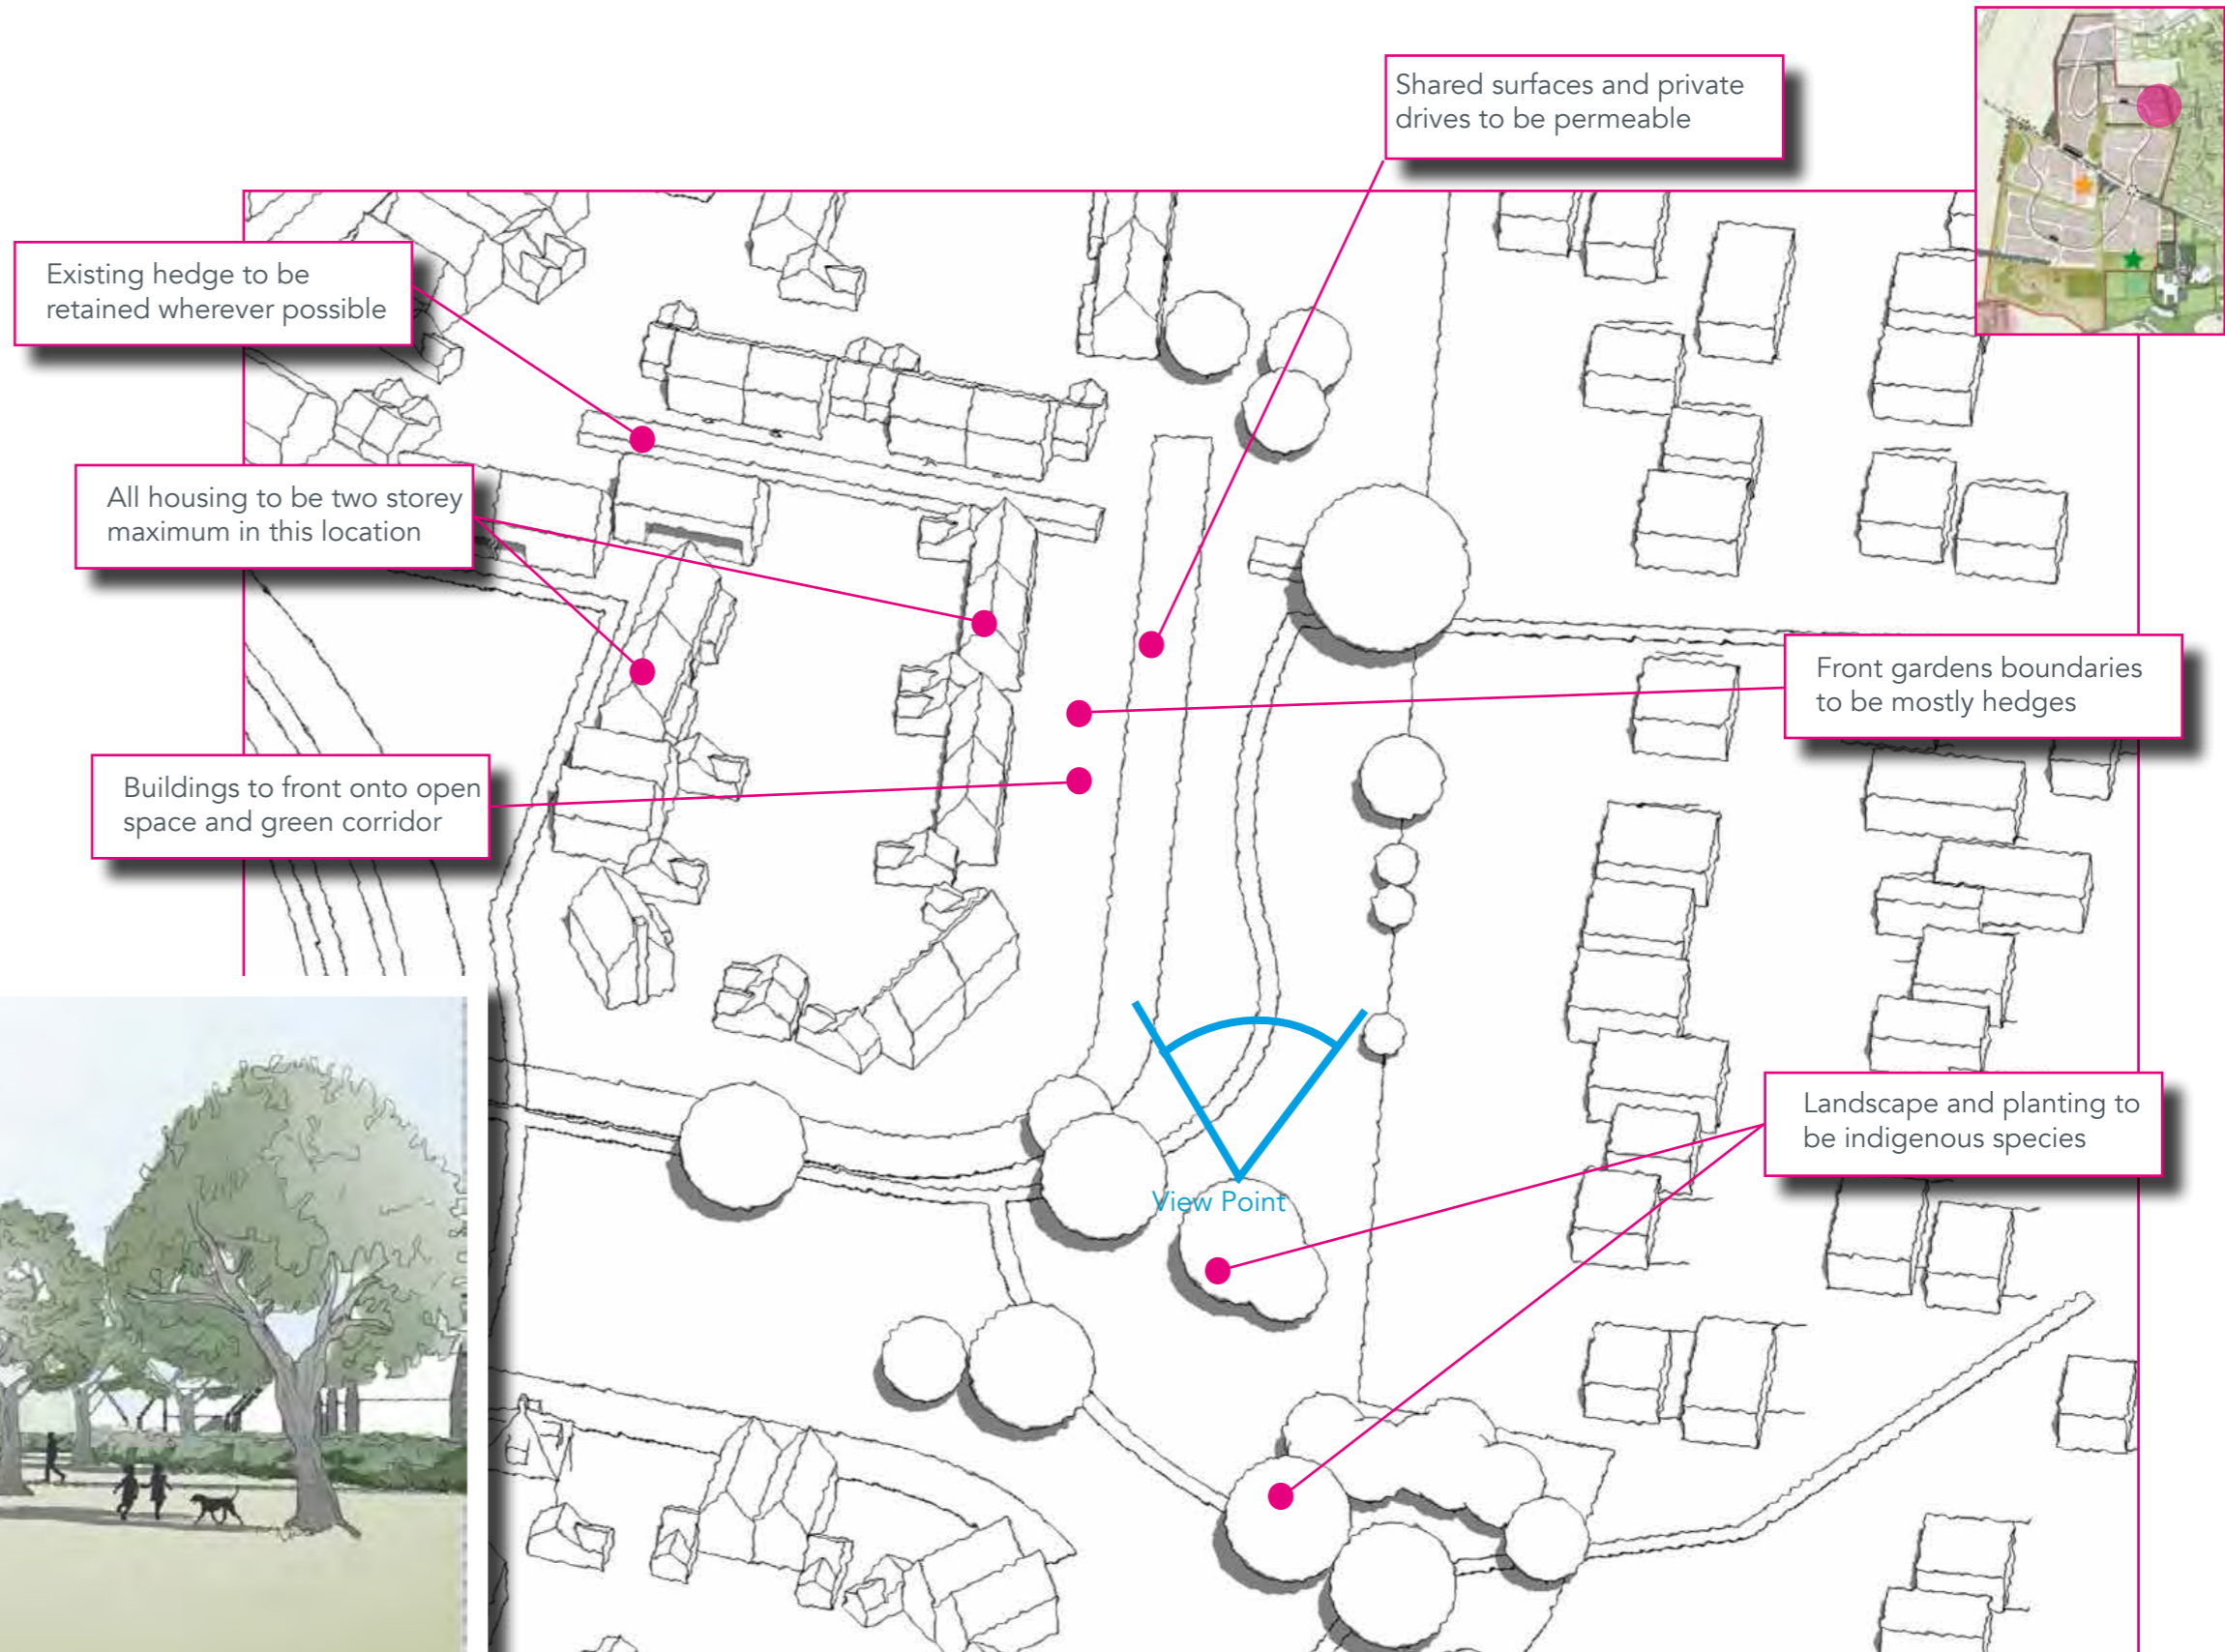 Shared surfaces and private
drives to be permeable
Existing hedge to be
retained wherever possible
All housing to be two storey
maximum in this location
Front gardens boundaries
to be mostly hedges
Buildings to front onto open
space and green corridor
Landscape and planting to
be indigenous species
View Point